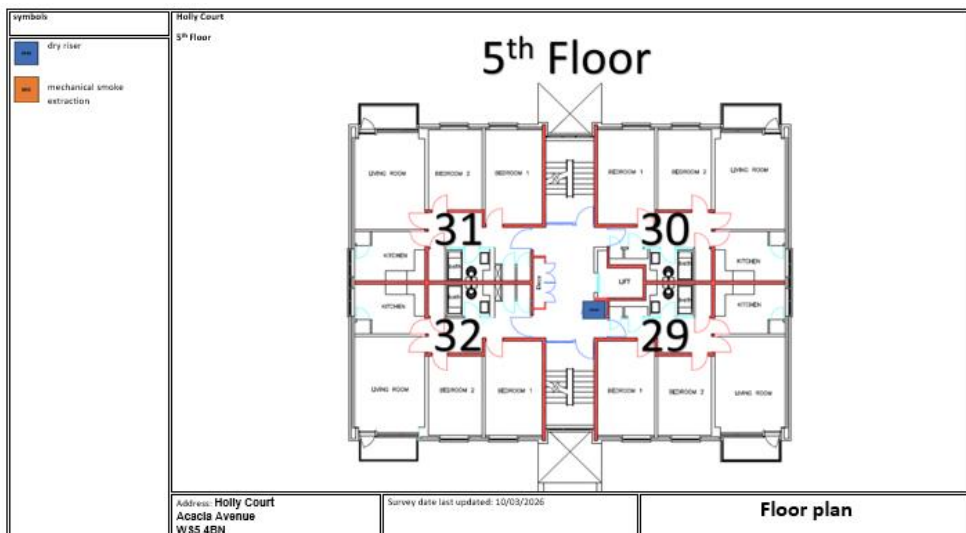 symbols
dry riser
mechanical smoke
extraction
Holly Court
5th Floor
5th Floor
LIVING ROOM
BEDROOM 2
BEDROOM 1
BEDROOM 1
BEDROOM 2
LIVING ROOM
31
30
KITCHEN
KITCHEN
LIFT
Elecs
KITCHEN
KITCHEN
32
29
LIVING ROOM
BEDROOM 2
BEDROOM 1
BEDROOM 1
BEDROOM 2
LIVING ROOM
Address: Holly Court
Acacia Avenue
WS5 4BN
Survey date last updated: 10/03/2026
Floor plan